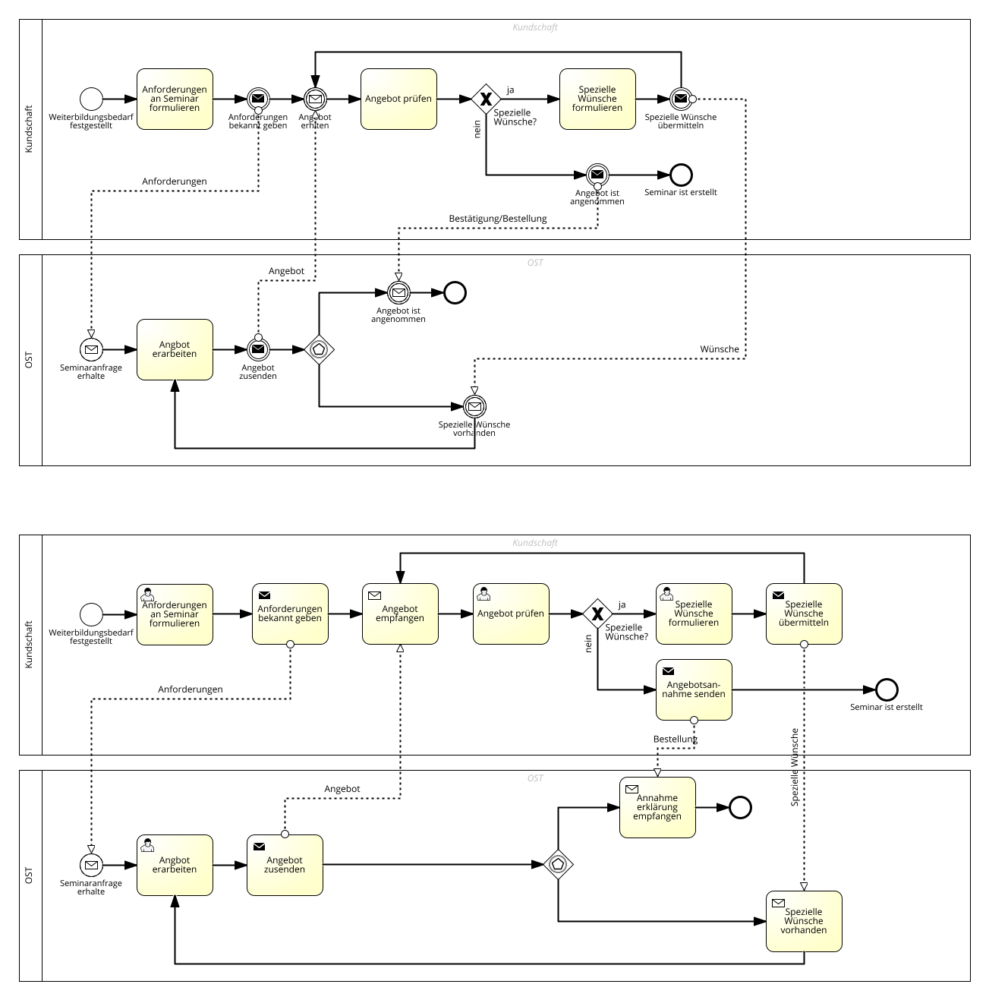 Kundschaft
Kundschaft
Anforderungen
an Seminar
formulieren
Angebot prüfen
ja
Spezielle
Wünsche
formulieren
Weiterbildungsbedarf
festgestellt
Anforderungen
bekannt geben
Angebot
erhlten
nein
Spezielle
Wünsche?
Spezielle Wünsche
übermitteln
Anforderungen
Angebot ist
angenommen
Seminar ist erstellt
Bestätigung/Bestellung
OST
OST
Angebot
Angebot ist
angenommen
Angbot
erarbeiten
Wünsche
Seminaranfrage
erhalte
Angebot
zusenden
Spezielle Wünsche
vorhanden
Kundschaft
Kundschaft
Anforderungen
an Seminar
formulieren
Anforderungen
bekannt geben
Angebot
empfangen
Angebot prüfen
ja
Spezielle
Wünsche
formulieren
Spezielle
Wünsche
übermitteln
Weiterbildungsbedarf
festgestellt
nein
Spezielle
Wünsche?
Anforderungen
Angebotsan-
nahme senden
Seminar ist erstellt
Bestellung
Spezielle Wünsche
OST
OST
Angebot
Annahme
erklärung
empfangen
Angbot
erarbeiten
Angebot
zusenden
Seminaranfrage
erhalte
Spezielle
Wünsche
vorhanden